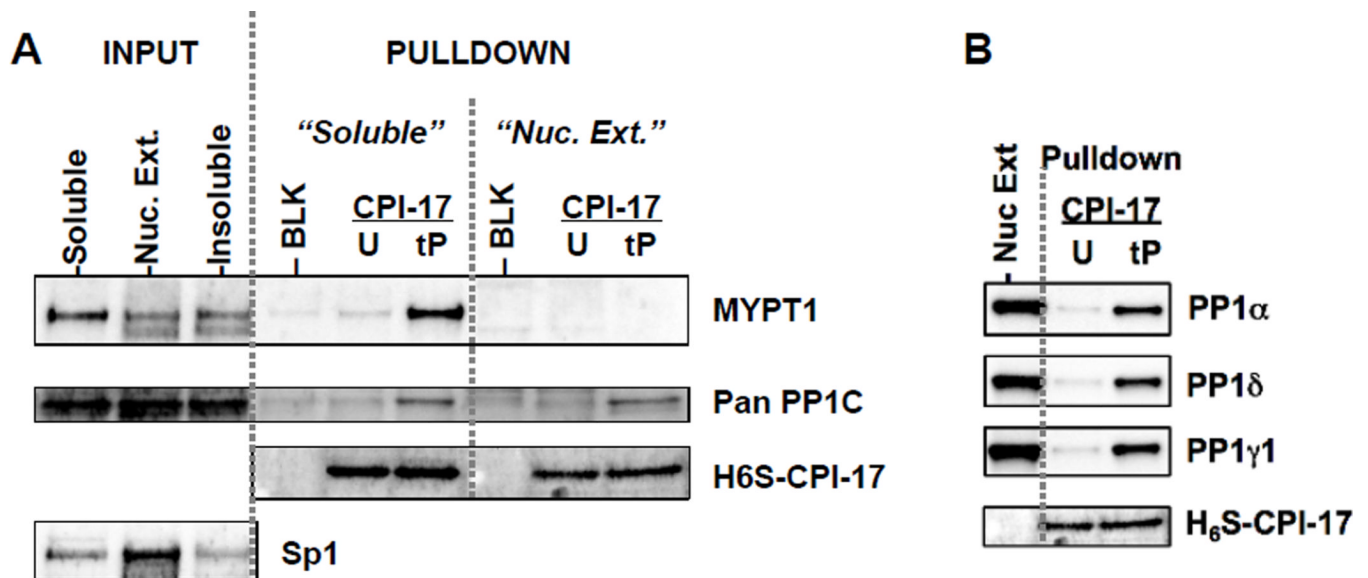 A INPUT PULLDOWN
"Soluble" "Nuc. Ext."
Soluble Nuc. Ext. Insoluble BLK CPI-17 BLK CPI-17
U tP U tP
MYPT1
Pan PP1C
H6S-CPI-17
Sp1
B
Nuc Ext Pulldown
CPI-17
U tP
PP1α
PP1δ
PP1γ1
H₆S-CPI-17